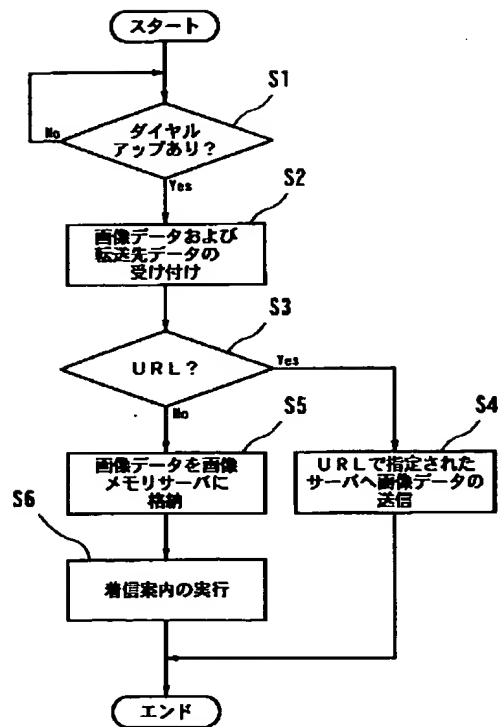 スタート
S1
No
ダイヤル
アップあり？
Yes
S2
画像データおよび
転送先データの
受け付け
S3
URL？
Yes
No
S5
S4
画像データを画像
メモリサーバに
格納
URLで指定された
サーバへ画像データの
送信
S6
着信案内の実行
エンド